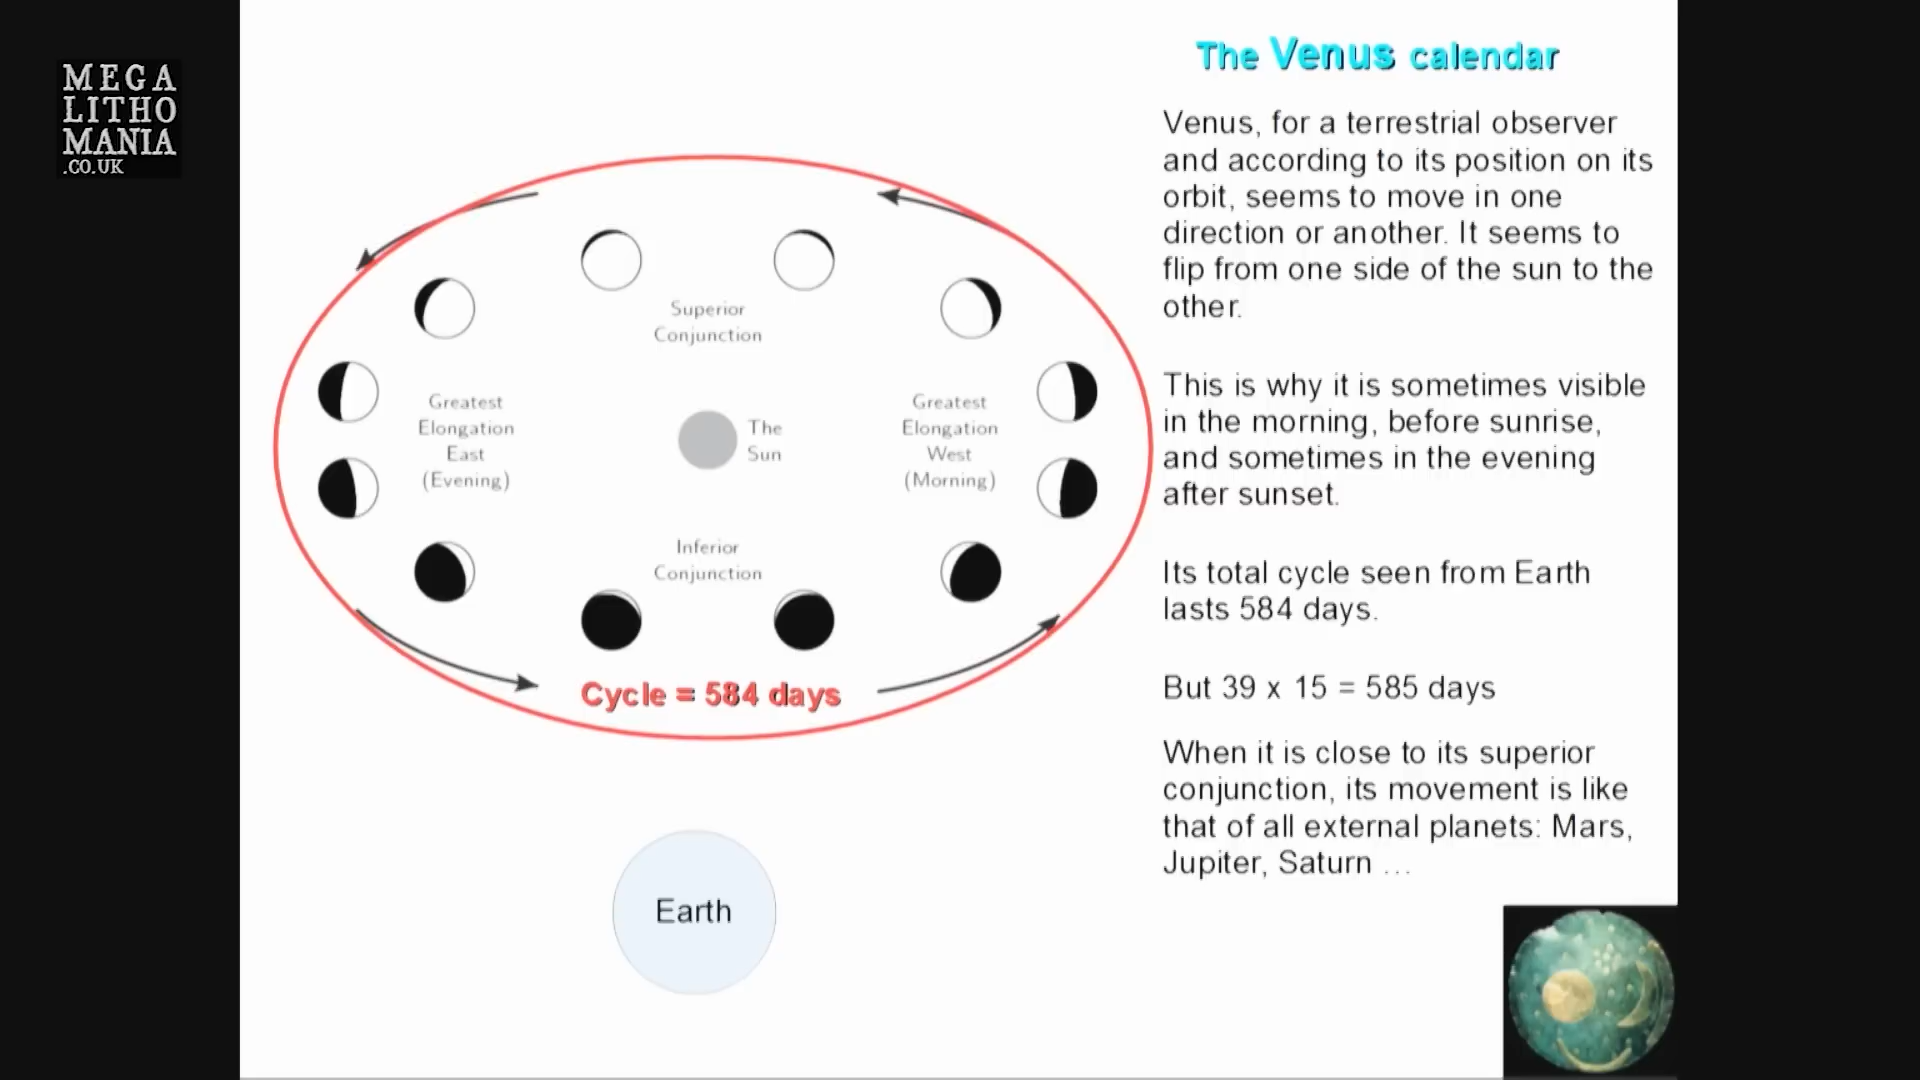 MEGA
LITHO
MANIA
.CO.UK
The Venus calendar
Venus, for a terrestrial observer
and according to its position on its
orbit, seems to move in one
direction or another. It seems to
flip from one side of the sun to the
other.
This is why it is sometimes visible
in the morning, before sunrise,
and sometimes in the evening
after sunset.
Its total cycle seen from Earth
lasts 584 days.
But 39 x 15 = 585 days
When it is close to its superior
conjunction, its movement is like
that of all external planets: Mars,
Jupiter, Saturn ...
Superior
Conjunction
Greatest
Elongation
East
(Evening)
The
Sun
Greatest
Elongation
West
(Morning)
Inferior
Conjunction
Cycle = 584 days
Earth